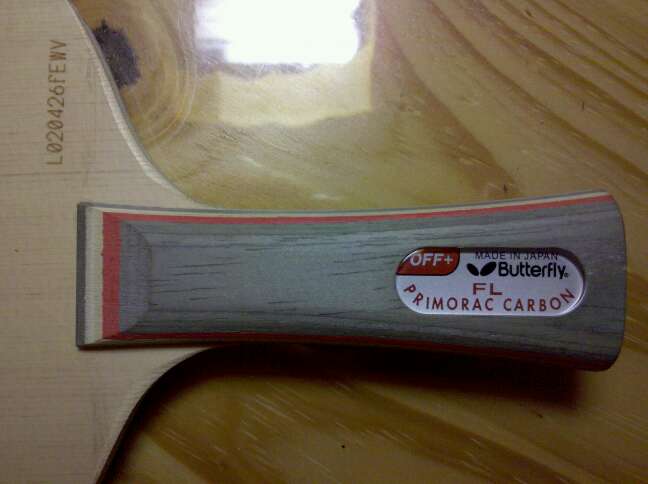 L020426fEWV
OFF+
MADE IN JAPAN
Butterfly®
FL
PRIMORAC CARBON